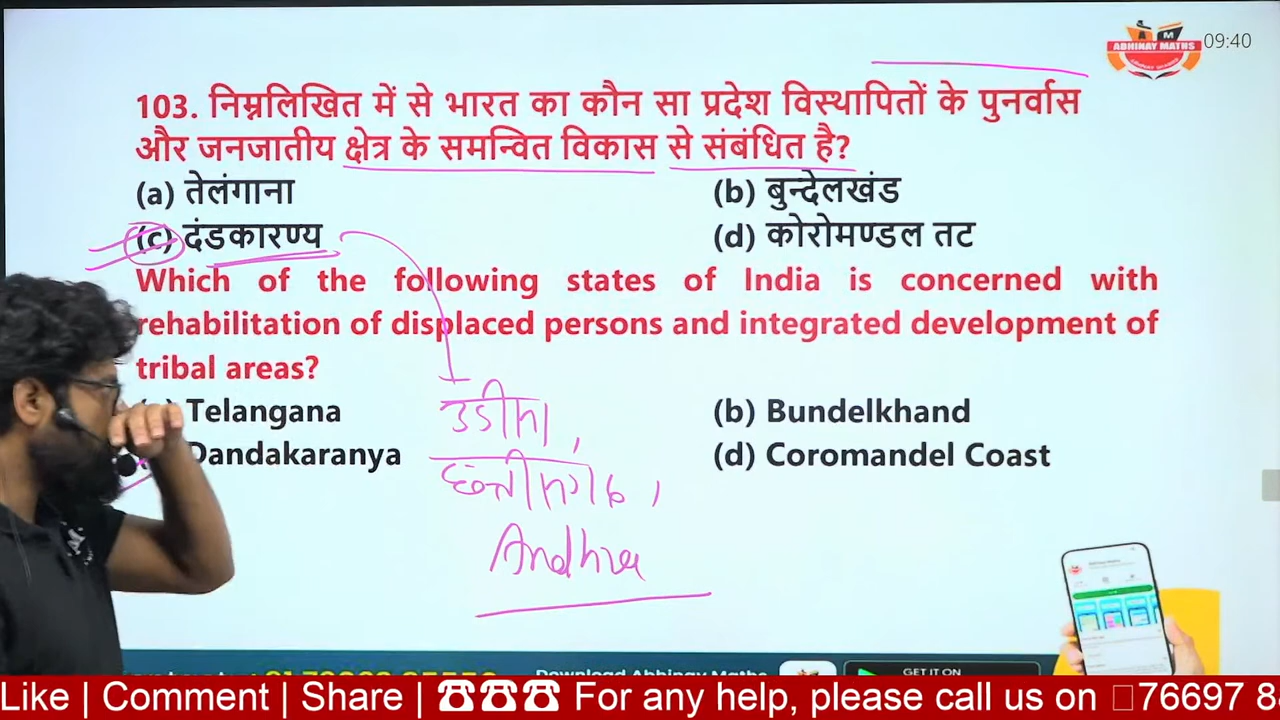 ABHINAY MATHS
09:40
103. निम्नलिखित में से भारत का कौन सा प्रदेश विस्थापितों के पुनर्वास
और जनजातीय क्षेत्र के समन्वित विकास से संबंधित है?
(a) तेलंगाना
(b) बुन्देलखंड
(c) दंडकारण्य
(d) कोरोमण्डल तट
Which of the following states of India is concerned with
rehabilitation of displaced persons and integrated development of
tribal areas?
Telangana
(b) Bundelkhand
Dandakaranya
(d) Coromandel Coast
Andhra
Download Abhinay Maths
GET IT ON
Like | Comment | Share | ☎☎☎ For any help, please call us on 76697 8